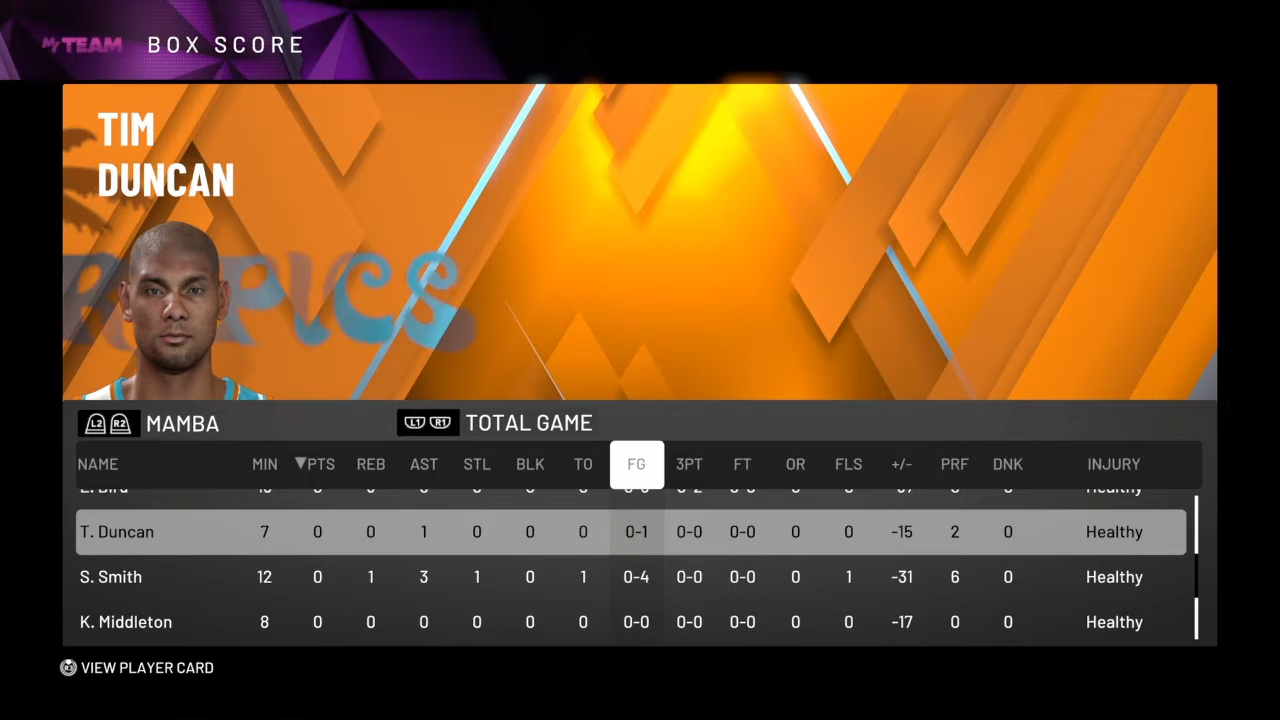 MyTEAM BOX SCORE
TIM
DUNCAN
L2 R2 MAMBA L1 R1 TOTAL GAME
NAME MIN ▼PTS REB AST STL BLK TO FG 3PT FT OR FLS +/- PRF DNK INJURY
T. Duncan 7 0 0 1 0 0 0 0-1 0-0 0-0 0 0 -15 2 0 Healthy
S. Smith 12 0 1 3 1 0 1 0-4 0-0 0-0 0 1 -31 6 0 Healthy
K. Middleton 8 0 0 0 0 0 0 0-0 0-0 0-0 0 0 -17 0 0 Healthy
R3 VIEW PLAYER CARD